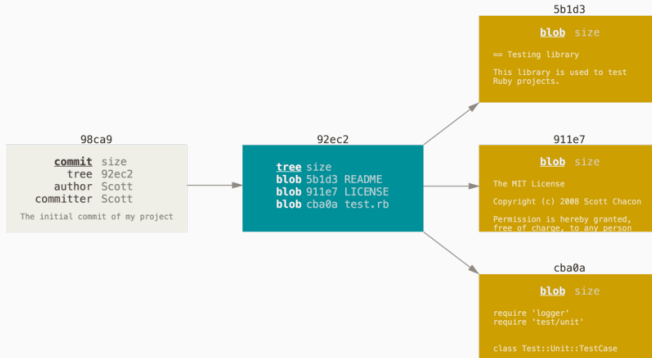 98ca9
commit size
tree 92ec2
author Scott
committer Scott
The initial commit of my project
92ec2
tree size
blob 5b1d3 README
blob 911e7 LICENSE
blob cba0a test.rb
5b1d3
blob size
== Testing library
This library is used to test
Ruby projects.
911e7
blob size
The MIT License
Copyright (c) 2008 Scott Chacon
Permission is hereby granted,
free of charge, to any person
cba0a
blob size
require 'logger'
require 'test/unit'
class Test::Unit::TestCase